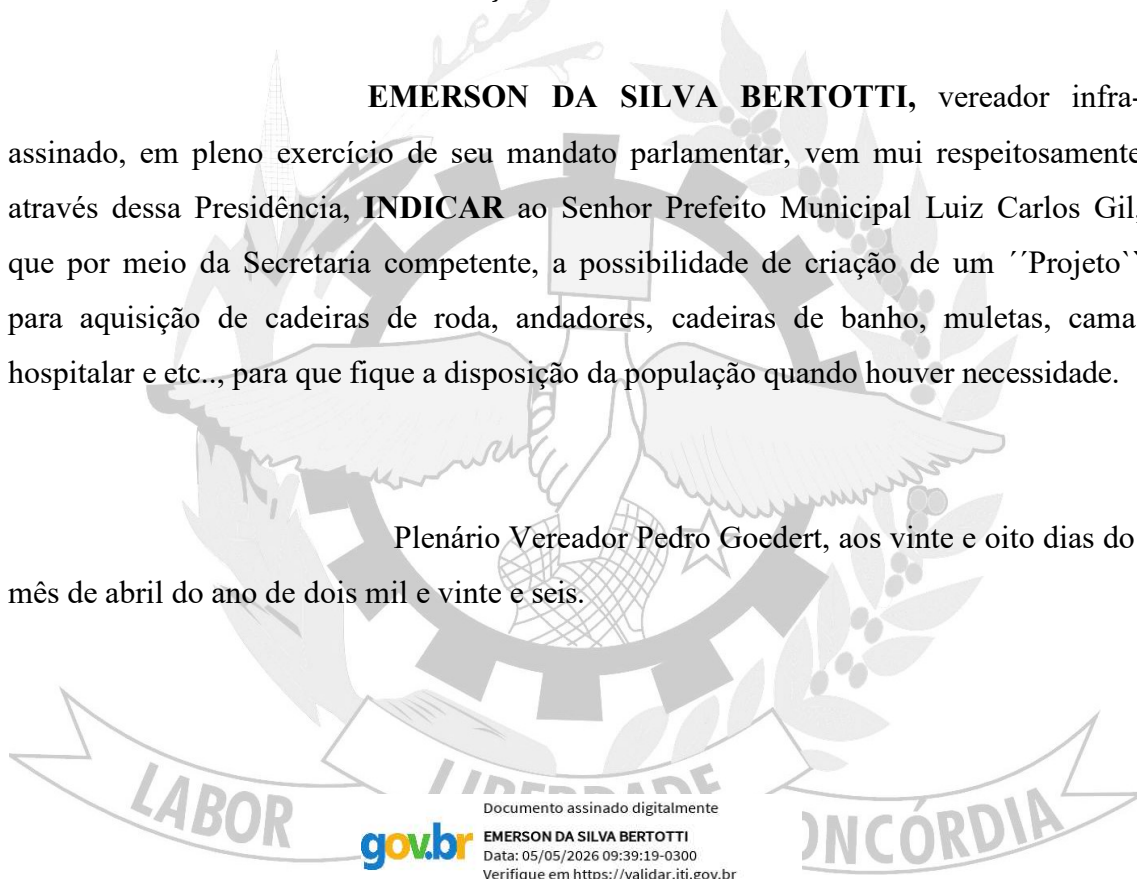 EMERSON DA SILVA BERTOTTI, vereador infra-
assinado, em pleno exercício de seu mandato parlamentar, vem mui respeitosamente
através dessa Presidência, INDICAR ao Senhor Prefeito Municipal Luiz Carlos Gil,
que por meio da Secretaria competente, a possibilidade de criação de um ´´Projeto``
para aquisição de cadeiras de roda, andadores, cadeiras de banho, muletas, cama
hospitalar e etc.., para que fique a disposição da população quando houver necessidade.
Plenário Vereador Pedro Goedert, aos vinte e oito dias do
mês de abril do ano de dois mil e vinte e seis.
LABOR
LIBERDADE
ONCÓRDIA
Documento assinado digitalmente
gov.br
EMERSON DA SILVA BERTOTTI
Data: 05/05/2026 09:39:19-0300
Verifique em https://validar.iti.gov.br